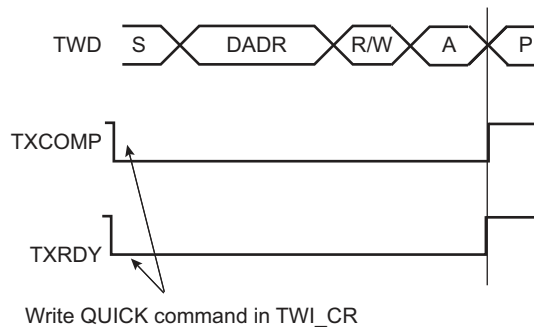 TWD S DADR R/W A P
TXCOMP
TXRDY
Write QUICK command in TWI_CR